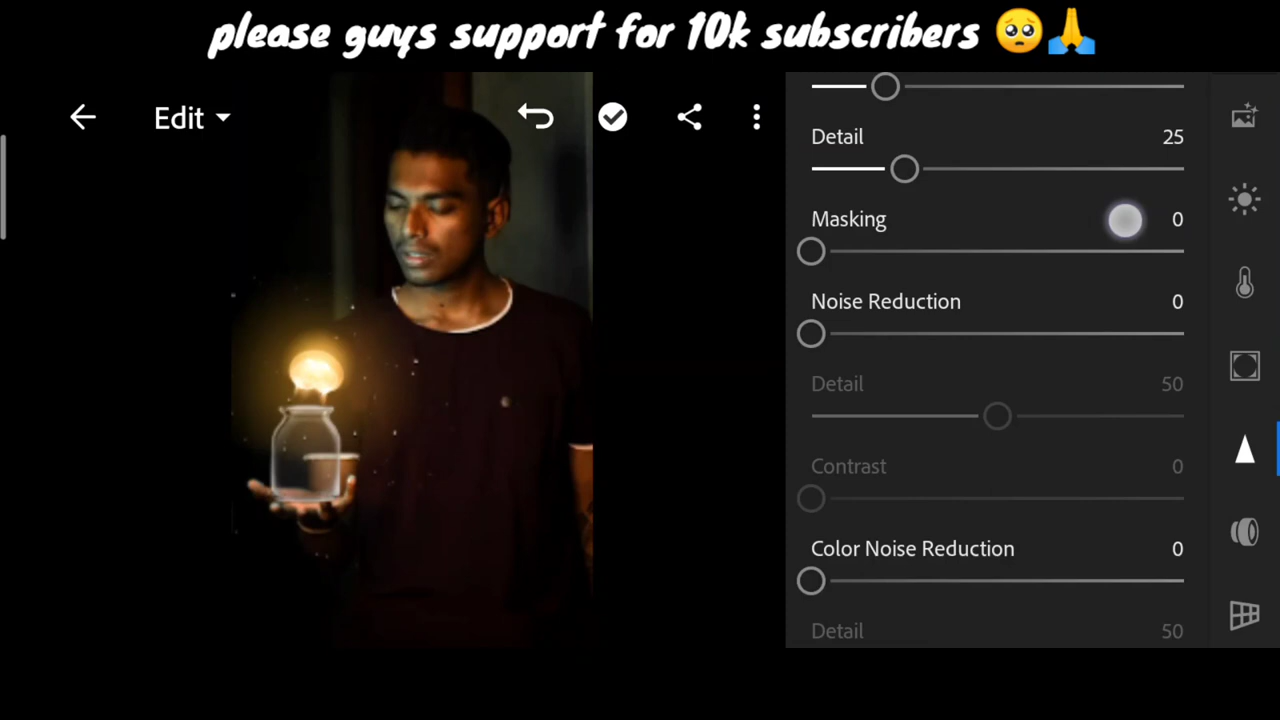 please guys support for 10k subscribers 🥺🙏
Edit
Detail 25
Masking 0
Noise Reduction 0
Detail 50
Contrast 0
Color Noise Reduction 0
Detail 50